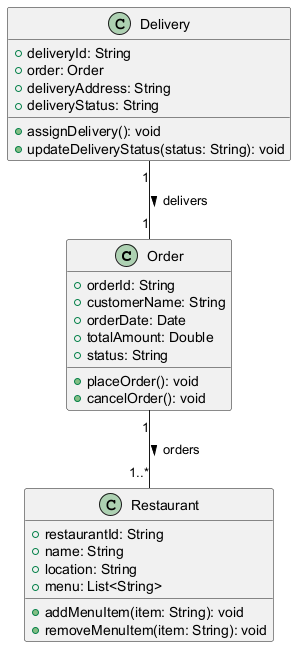 C Delivery
deliveryId: String
order: Order
deliveryAddress: String
deliveryStatus: String
assignDelivery(): void
updateDeliveryStatus(status: String): void
1
delivers
1
C Order
orderId: String
customerName: String
orderDate: Date
totalAmount: Double
status: String
placeOrder(): void
cancelOrder(): void
1
orders
1..*
C Restaurant
restaurantId: String
name: String
location: String
menu: List<String>
addMenuItem(item: String): void
removeMenuItem(item: String): void